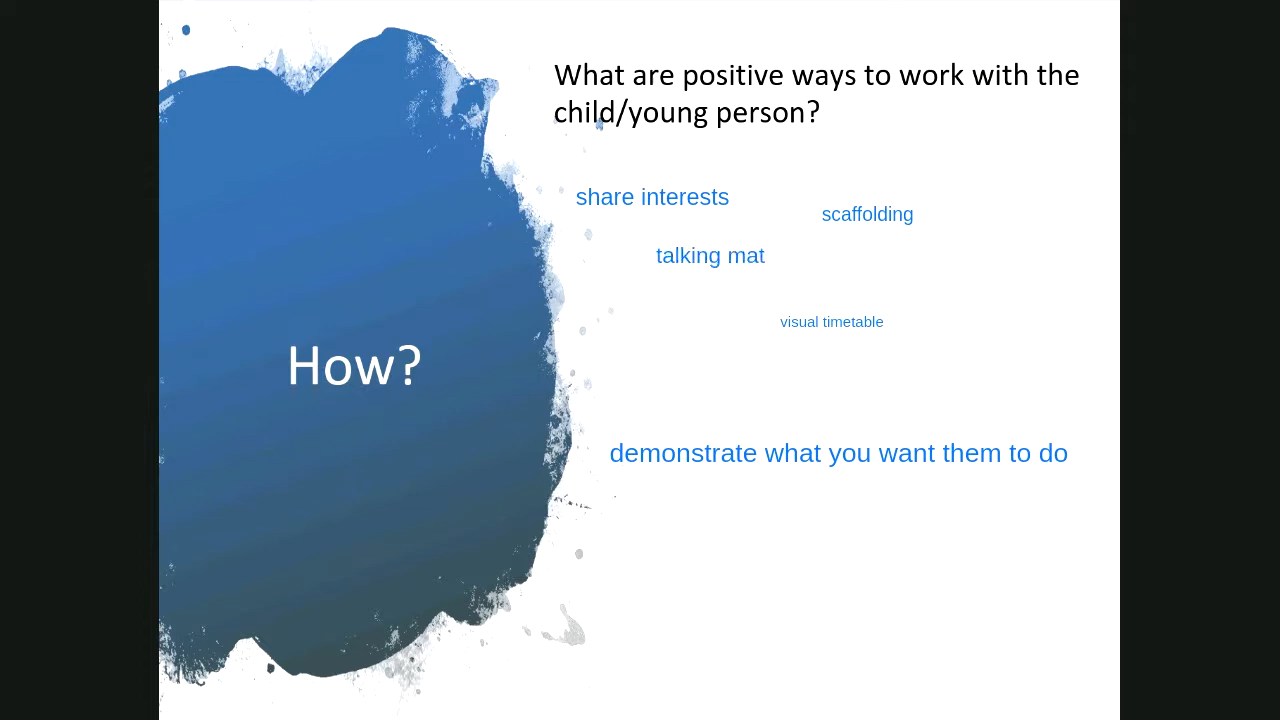 What are positive ways to work with the
child/young person?
share interests
scaffolding
talking mat
visual timetable
How?
demonstrate what you want them to do